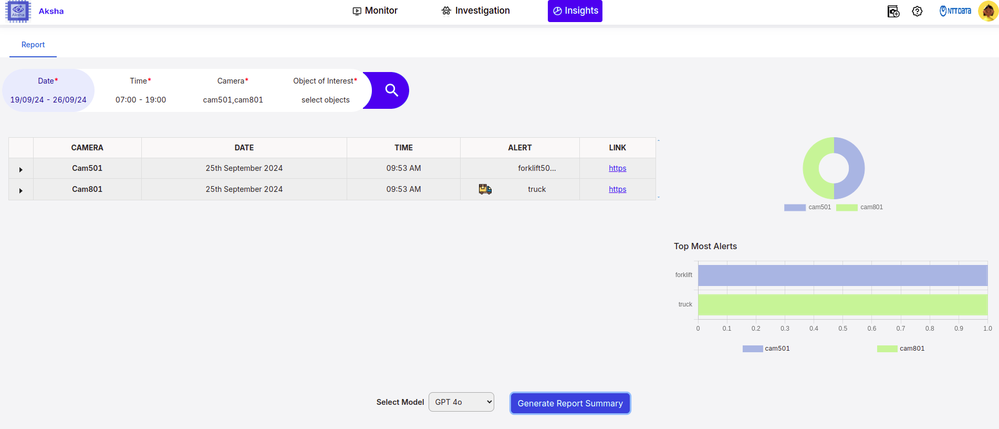 Aksha
Aksha
Monitor
Investigation
Insights
NTT DATA
Report
Date* Time* Camera* Object of Interest*
19/09/24 - 26/09/24 07:00 - 19:00 cam501,cam801 select objects
CAMERA DATE TIME ALERT LINK
Cam501 25th September 2024 09:53 AM forklift50... https
Cam801 25th September 2024 09:53 AM truck https
cam501 cam801
Top Most Alerts
forklift
truck
0 0.1 0.2 0.3 0.4 0.5 0.6 0.7 0.8 0.9 1.0
cam501 cam801
Select Model GPT 4o Generate Report Summary